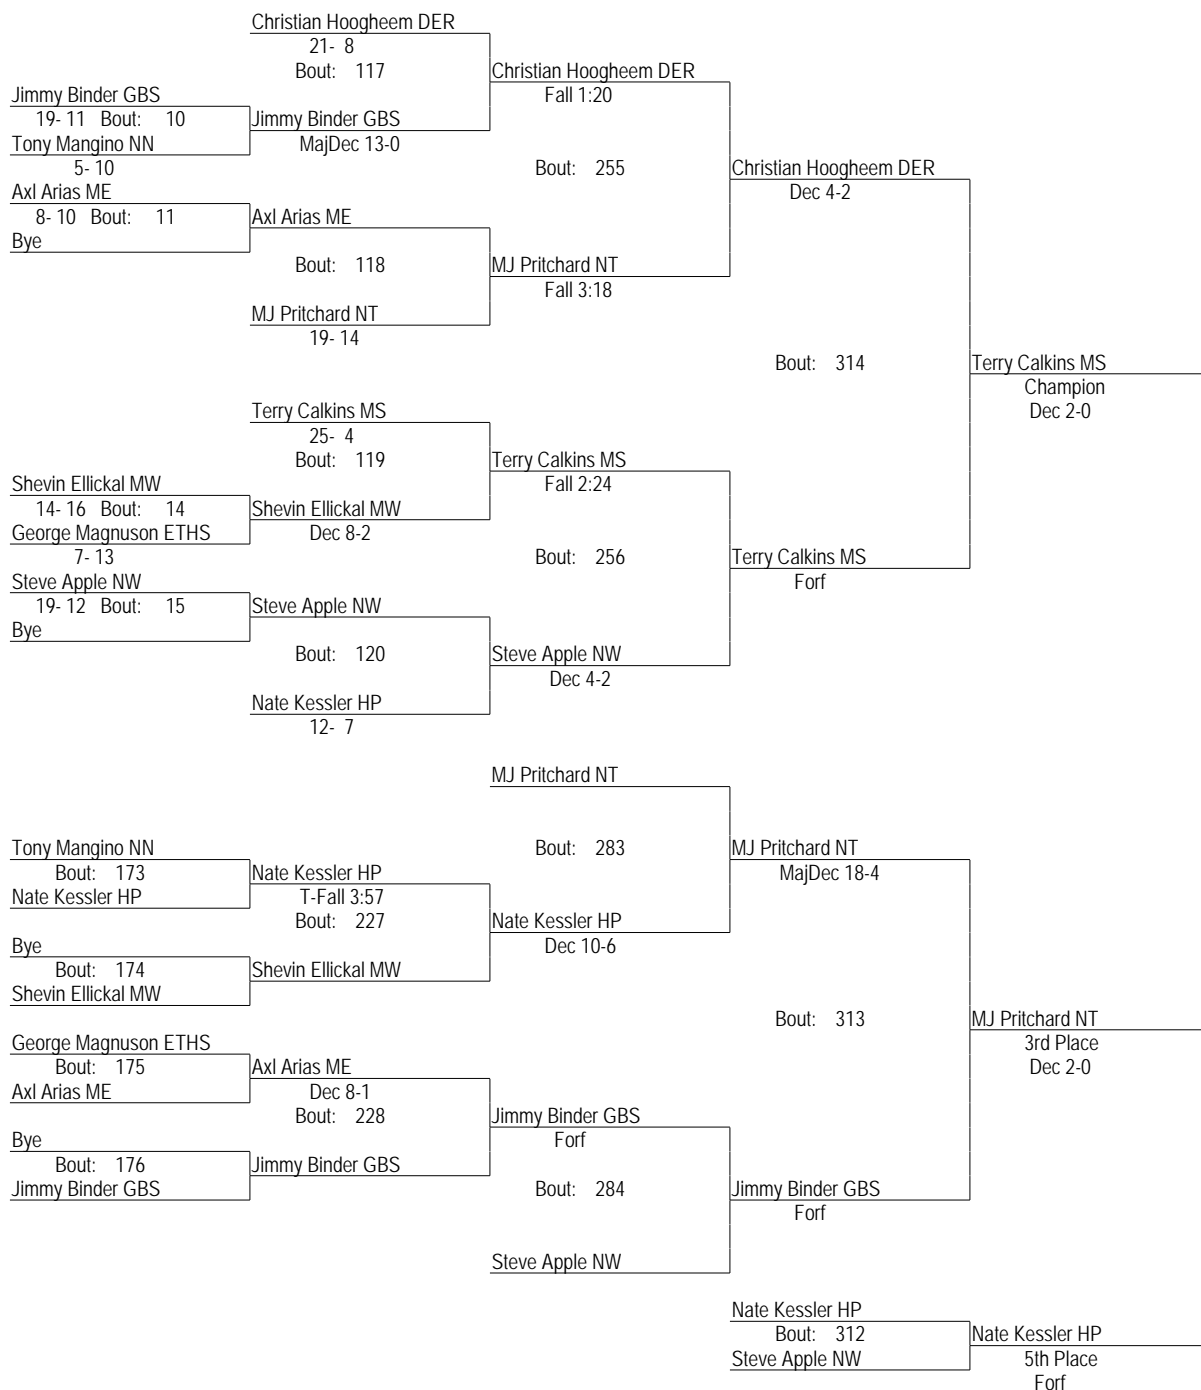 Christian Hoogheem DER
21- 8
Bout: 117
Christian Hoogheem DER
Fall 1:20
Jimmy Binder GBS
19- 11 Bout: 10
Jimmy Binder GBS
Tony Mangino NN
MajDec 13-0
5- 10
Bout: 255
Christian Hoogheem DER
Dec 4-2
Axl Arias ME
8- 10 Bout: 11
Axl Arias ME
Bye
Bout: 118
MJ Pritchard NT
Fall 3:18
MJ Pritchard NT
19- 14
Bout: 314
Terry Calkins MS
Champion
Dec 2-0
Terry Calkins MS
25- 4
Bout: 119
Terry Calkins MS
Fall 2:24
Shevin Ellickal MW
14- 16 Bout: 14
Shevin Ellickal MW
George Magnuson ETHS
Dec 8-2
7- 13
Bout: 256
Terry Calkins MS
Forf
Steve Apple NW
19- 12 Bout: 15
Steve Apple NW
Bye
Bout: 120
Steve Apple NW
Dec 4-2
Nate Kessler HP
12- 7
MJ Pritchard NT
Bout: 283
MJ Pritchard NT
MajDec 18-4
Tony Mangino NN
Bout: 173
Nate Kessler HP
Nate Kessler HP
T-Fall 3:57
Bout: 227
Nate Kessler HP
Dec 10-6
Bye
Bout: 174
Shevin Ellickal MW
Shevin Ellickal MW
Bout: 313
MJ Pritchard NT
3rd Place
Dec 2-0
George Magnuson ETHS
Bout: 175
Axl Arias ME
Axl Arias ME
Dec 8-1
Bout: 228
Jimmy Binder GBS
Forf
Bye
Bout: 176
Jimmy Binder GBS
Jimmy Binder GBS
Bout: 284
Jimmy Binder GBS
Forf
Steve Apple NW
Nate Kessler HP
Bout: 312
Steve Apple NW
Nate Kessler HP
5th Place
Forf